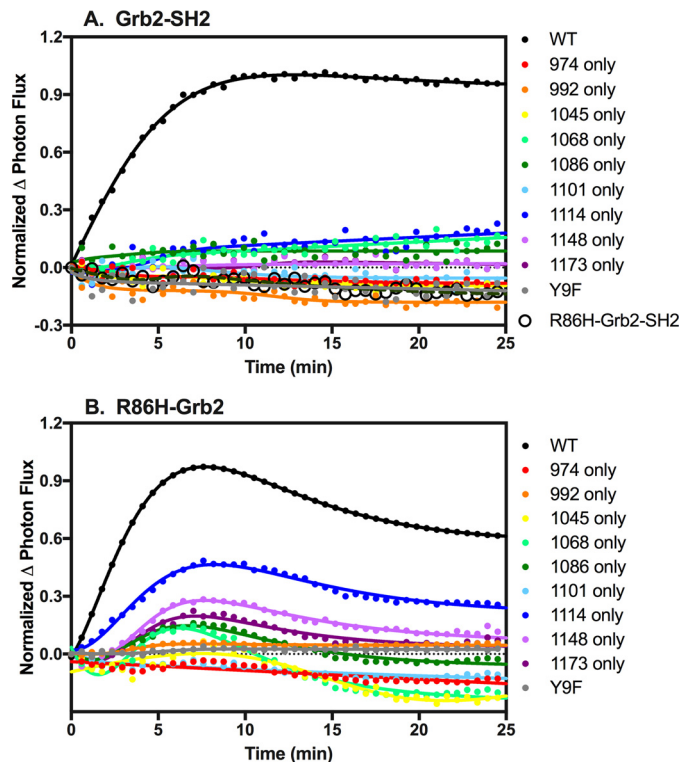 A. Grb2-SH2
1.2
0.9
0.6
0.3
0.0
-0.3
Normalized Δ Photon Flux
0 5 10 15 20 25
Time (min)
WT
974 only
992 only
1045 only
1068 only
1086 only
1101 only
1114 only
1148 only
1173 only
Y9F
R86H-Grb2-SH2
B. R86H-Grb2
1.2
0.9
0.6
0.3
0.0
Normalized Δ Photon Flux
0 5 10 15 20 25
Time (min)
WT
974 only
992 only
1045 only
1068 only
1086 only
1101 only
1114 only
1148 only
1173 only
Y9F